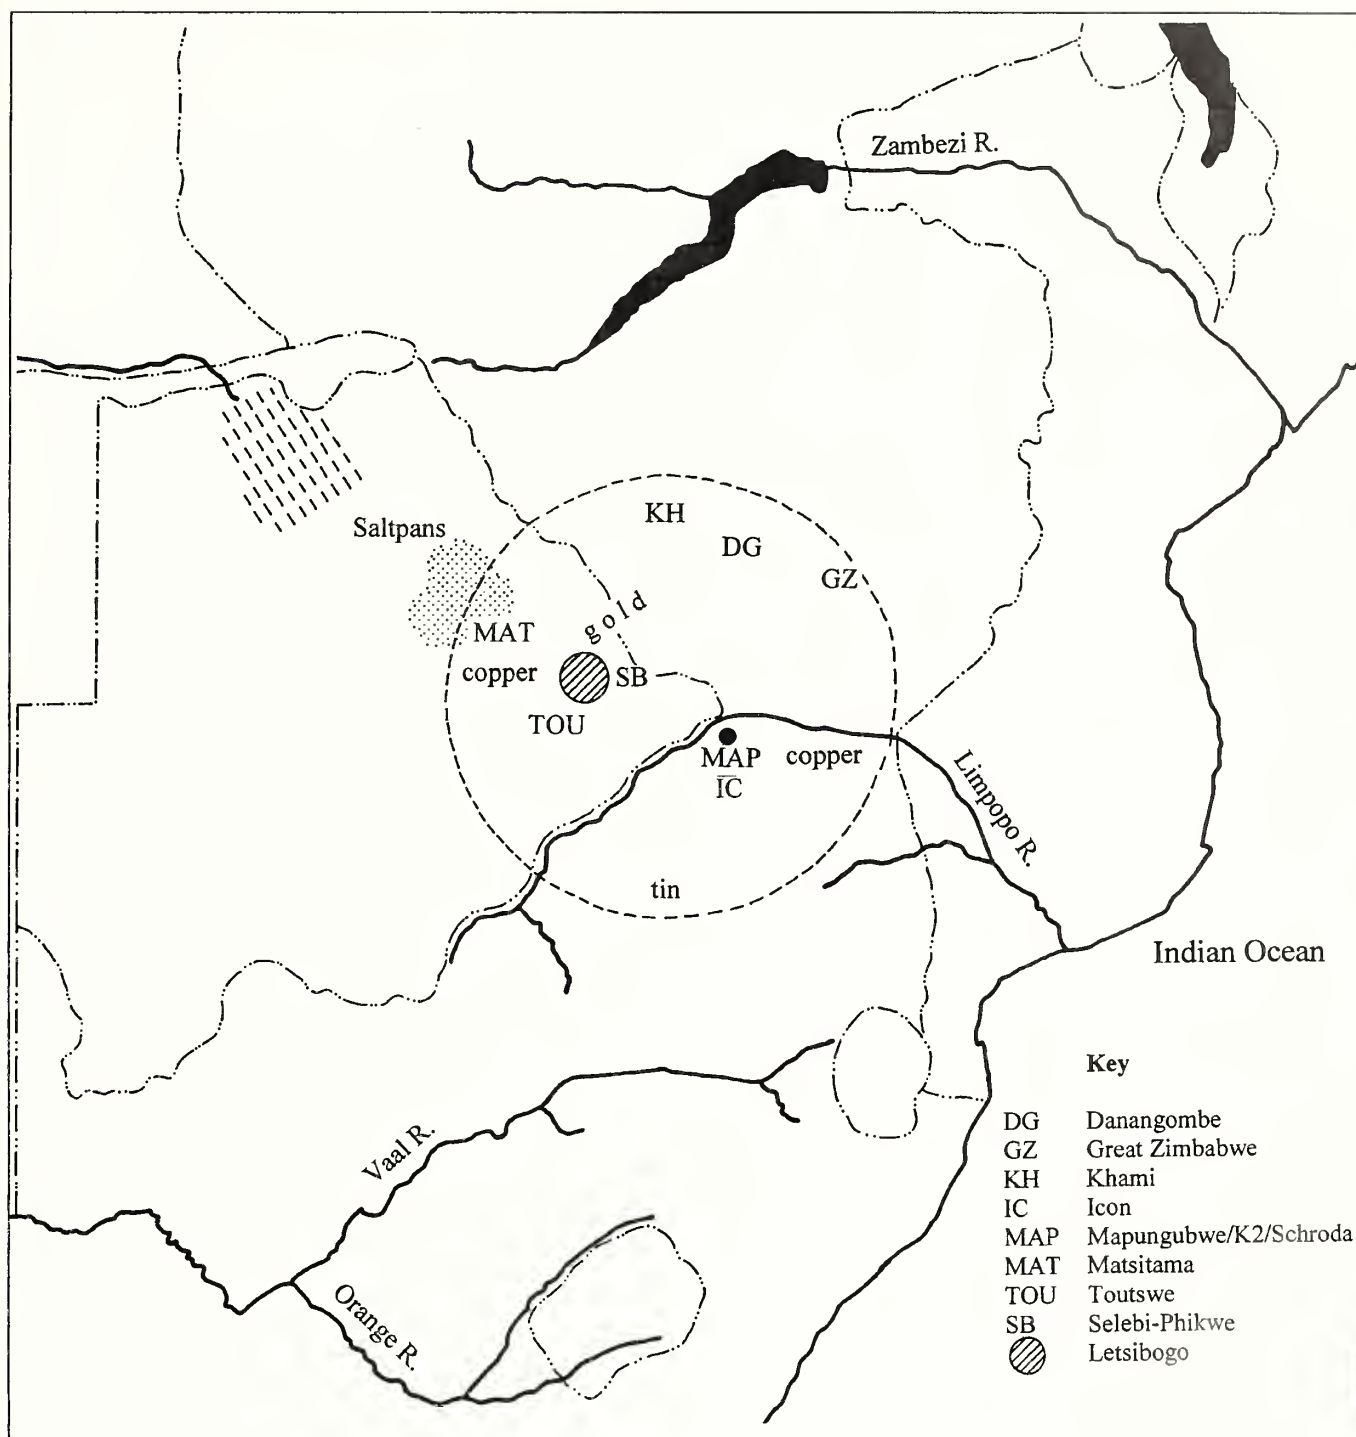 Zambezi R.
KH
DG
Saltpans
GZ
gold
MAT
copper
SB
TOU
MAP
copper
IC
Limpopo R.
tin
Indian Ocean
Key
DG Danangombe
GZ Great Zimbabwe
KH Khami
IC Icon
MAP Mapungubwe/K2/Schroda
MAT Matsitama
TOU Toutswe
SB Selebi-Phikwe
Letsibogo
Vaal R.
Orange R.